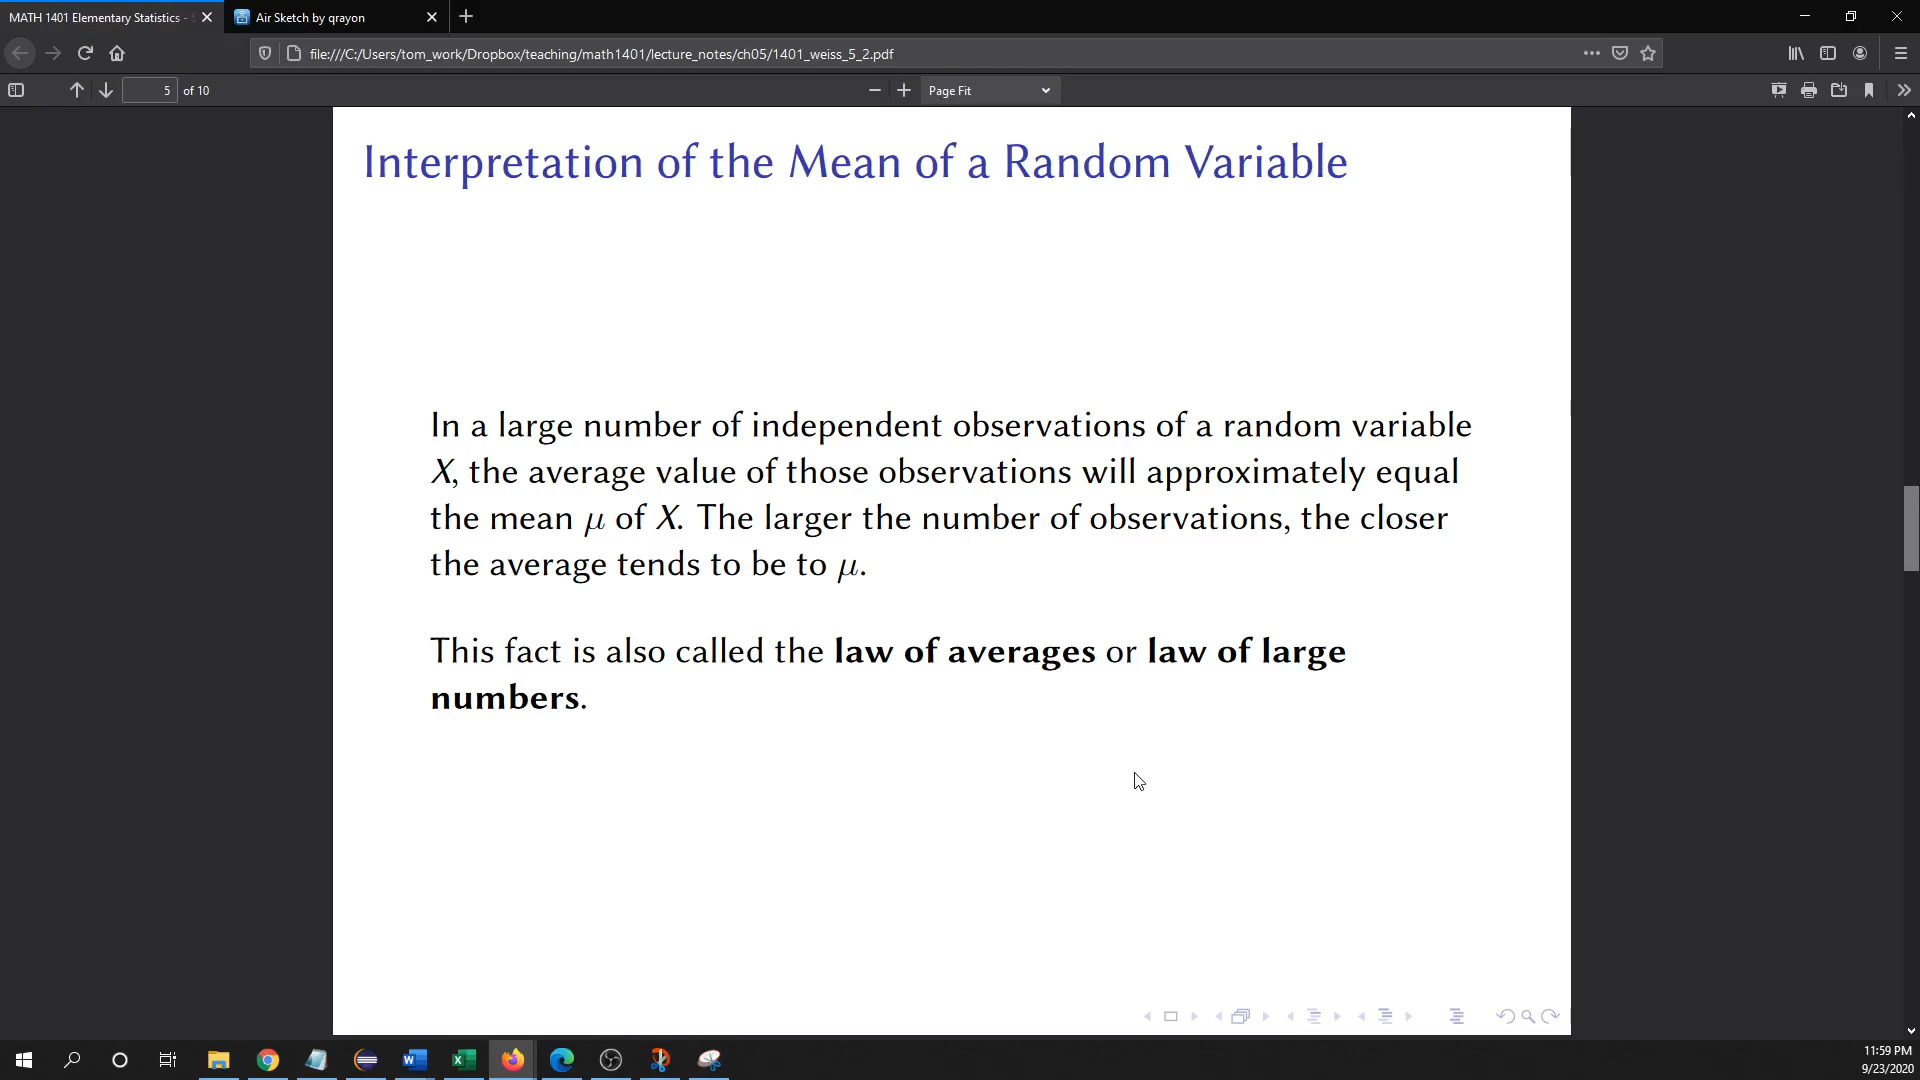 MATH 1401 Elementary Statistics -
Air Sketch by qrayon
file:///C:/Users/tom_work/Dropbox/teaching/math1401/lecture_notes/ch05/1401_weiss_5_2.pdf
5 of 10
Page Fit
Interpretation of the Mean of a Random Variable
In a large number of independent observations of a random variable
X, the average value of those observations will approximately equal
the mean μ of X. The larger the number of observations, the closer
the average tends to be to μ.
This fact is also called the law of averages or law of large
numbers.
11:59 PM
9/23/2020